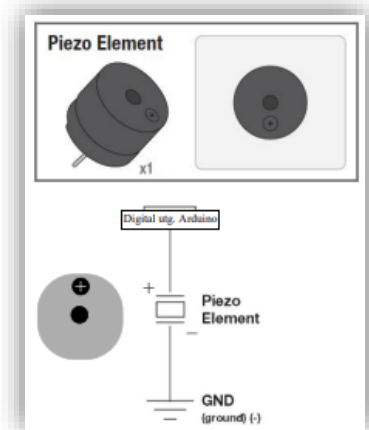 Piezo Element
x1
Digital utg. Arduino
+
Piezo
Element
−
GND
(ground) (-)